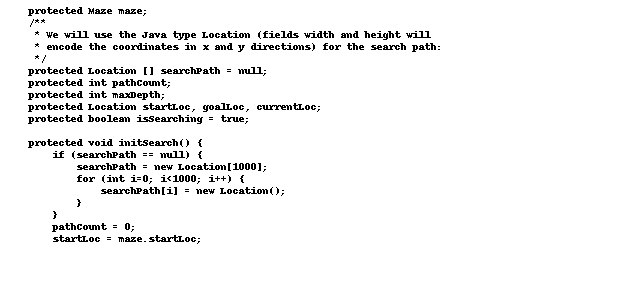 protected Maze maze;
/**
 * We will use the Java type Location (fields width and height will
 * encode the coordinates in x and y directions) for the search path:
 */
protected Location [] searchPath = null;
protected int pathCount;
protected int maxDepth;
protected Location startLoc, goalLoc, currentLoc;
protected boolean isSearching = true;

protected void initSearch() {
    if (searchPath == null) {
        searchPath = new Location[1000];
        for (int i=0; i<1000; i++) {
            searchPath[i] = new Location();
        }
    }
    pathCount = 0;
    startLoc = maze.startLoc;